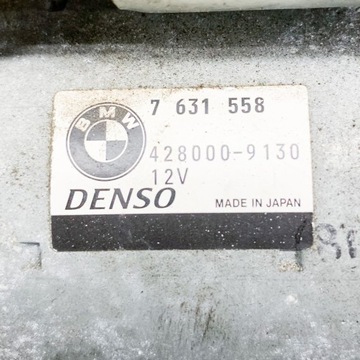 BMW
7 631 558
428000-9130
12V
DENSO
MADE IN JAPAN